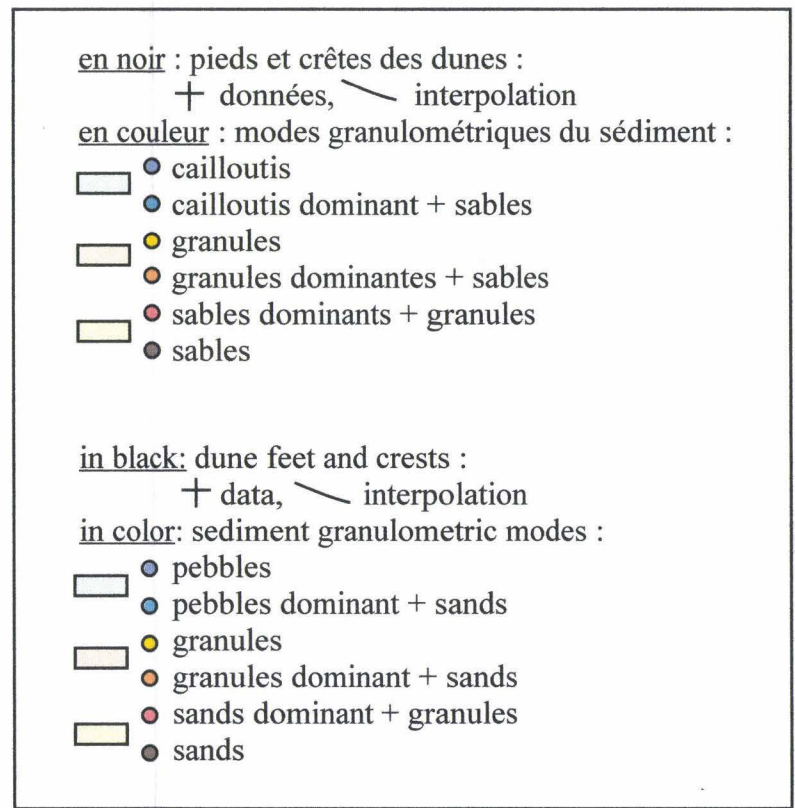 en noir : pieds et crêtes des dunes :
+ données, interpolation
en couleur : modes granulométriques du sédiment :
cailloutis
cailloutis dominant + sables
granules
granules dominantes + sables
sables dominants + granules
sables
in black: dune feet and crests :
+ data, interpolation
in color: sediment granulometric modes :
pebbles
pebbles dominant + sands
granules
granules dominant + sands
sands dominant + granules
sands